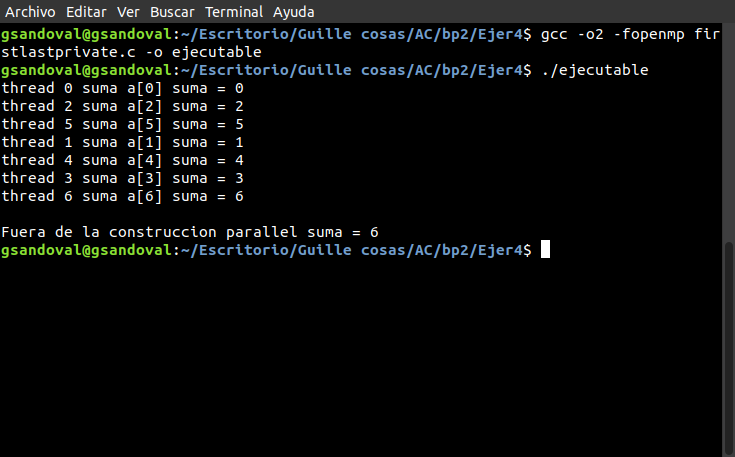 Archivo Editar Ver Buscar Terminal Ayuda
gsandoval@gsandoval:~/Escritorio/Guille cosas/AC/bp2/Ejer4$ gcc -o2 -fopenmp fir
stlastprivate.c -o ejecutable
gsandoval@gsandoval:~/Escritorio/Guille cosas/AC/bp2/Ejer4$ ./ejecutable
thread 0 suma a[0] suma = 0
thread 2 suma a[2] suma = 2
thread 5 suma a[5] suma = 5
thread 1 suma a[1] suma = 1
thread 4 suma a[4] suma = 4
thread 3 suma a[3] suma = 3
thread 6 suma a[6] suma = 6
Fuera de la construccion parallel suma = 6
gsandoval@gsandoval:~/Escritorio/Guille cosas/AC/bp2/Ejer4$